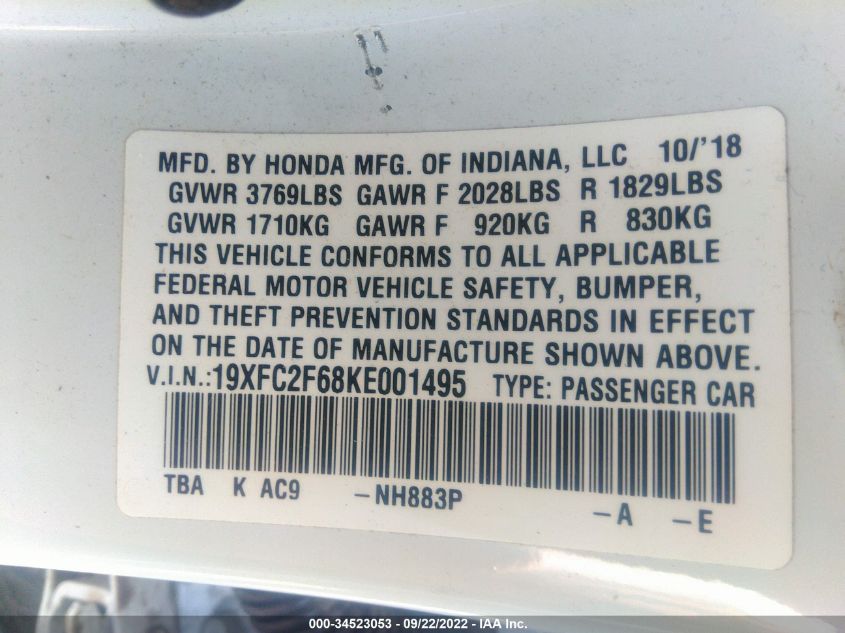 MFD. BY HONDA MFG. OF INDIANA, LLC 10/'18
GVWR 3769LBS GAWR F 2028LBS R 1829LBS
GVWR 1710KG GAWR F 920KG R 830KG
THIS VEHICLE CONFORMS TO ALL APPLICABLE
FEDERAL MOTOR VEHICLE SAFETY, BUMPER,
AND THEFT PREVENTION STANDARDS IN EFFECT
ON THE DATE OF MANUFACTURE SHOWN ABOVE.
V.I.N.:19XFC2F68KE001495 TYPE: PASSENGER CAR
TBA K AC9 -NH883P -A -E
000-34523053 - 09/22/2022 - IAA Inc.